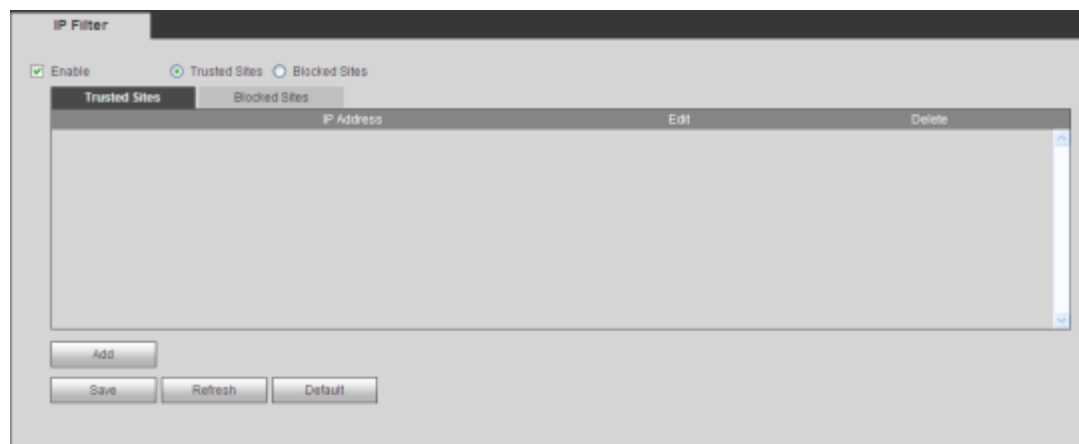 IP Filter
Enable Trusted Sites Blocked Sites
Trusted Sites Blocked Sites
IP Address Edit Delete
Add
Save Refresh Default